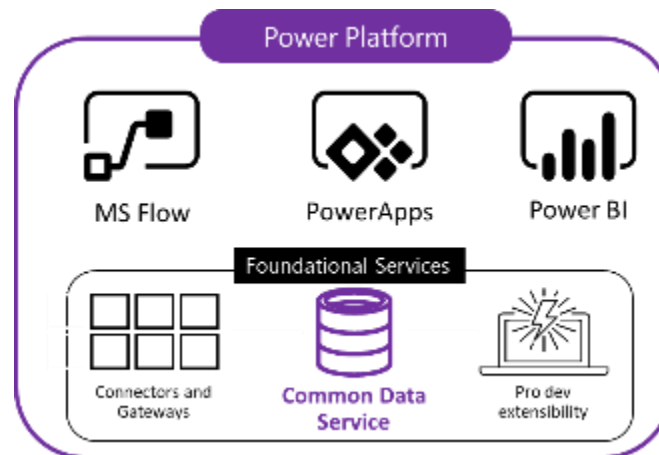 Power Platform
MS Flow
PowerApps
Power BI
Foundational Services
Connectors and
Gateways
Common Data
Service
Pro dev
extensibility